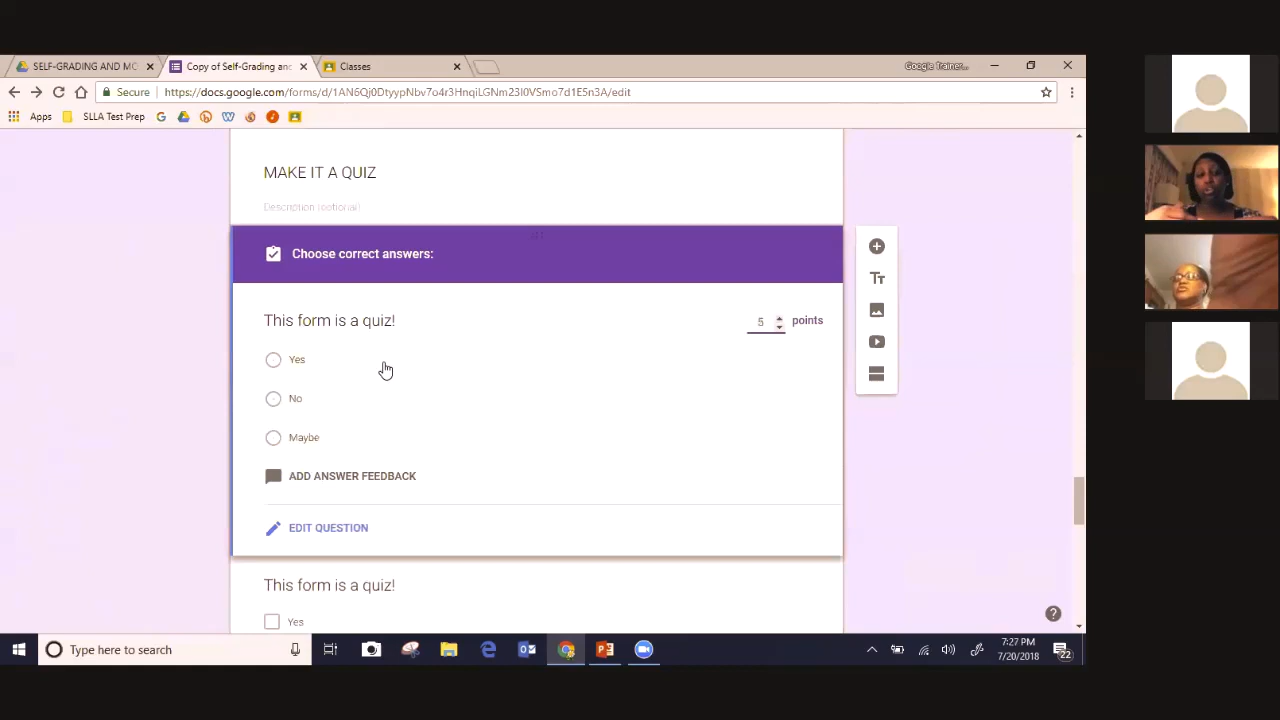 SELF-GRADING AND MO
Copy of Self-Grading and
Classes
Google Trainer...
Secure
https://docs.google.com/forms/d/1AN6Qj0DtyypNbv7o4r3HnqiLGNm23I0VSmo7d1E5n3A/edit
Apps
SLLA Test Prep
MAKE IT A QUIZ
Description (optional)
Choose correct answers:
This form is a quiz!
5 points
Yes
No
Maybe
ADD ANSWER FEEDBACK
EDIT QUESTION
This form is a quiz!
Yes
Type here to search
7:27 PM
7/20/2018
22